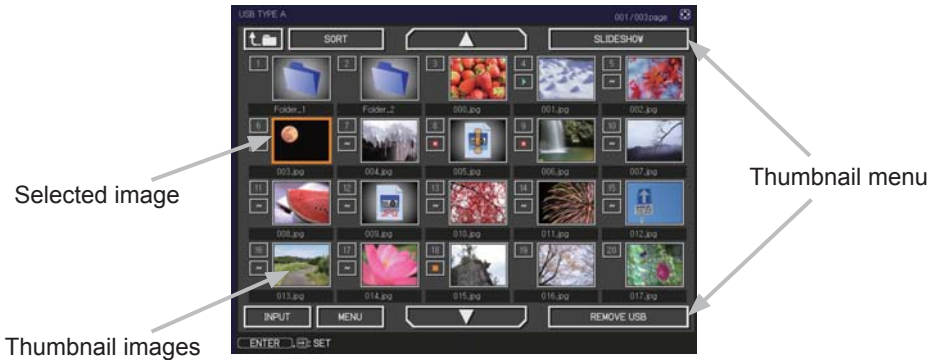 USB TYPE A 001/003page
SORT SLIDESHOW
1 2 3 4 5
Folder_1 Folder_2 000.jpg 001.jpg 002.jpg
6 7 8 9 10
003.jpg 004.jpg 005.jpg 006.jpg 007.jpg
11 12 13 14 15
JPG
008.jpg 009.jpg 010.jpg 011.jpg 012.jpg
16 17 18 19 20
013.jpg 014.jpg 015.jpg 016.jpg 017.jpg
INPUT MENU REMOVE USB
ENTER , : SET
Selected image
Thumbnail images
Thumbnail menu